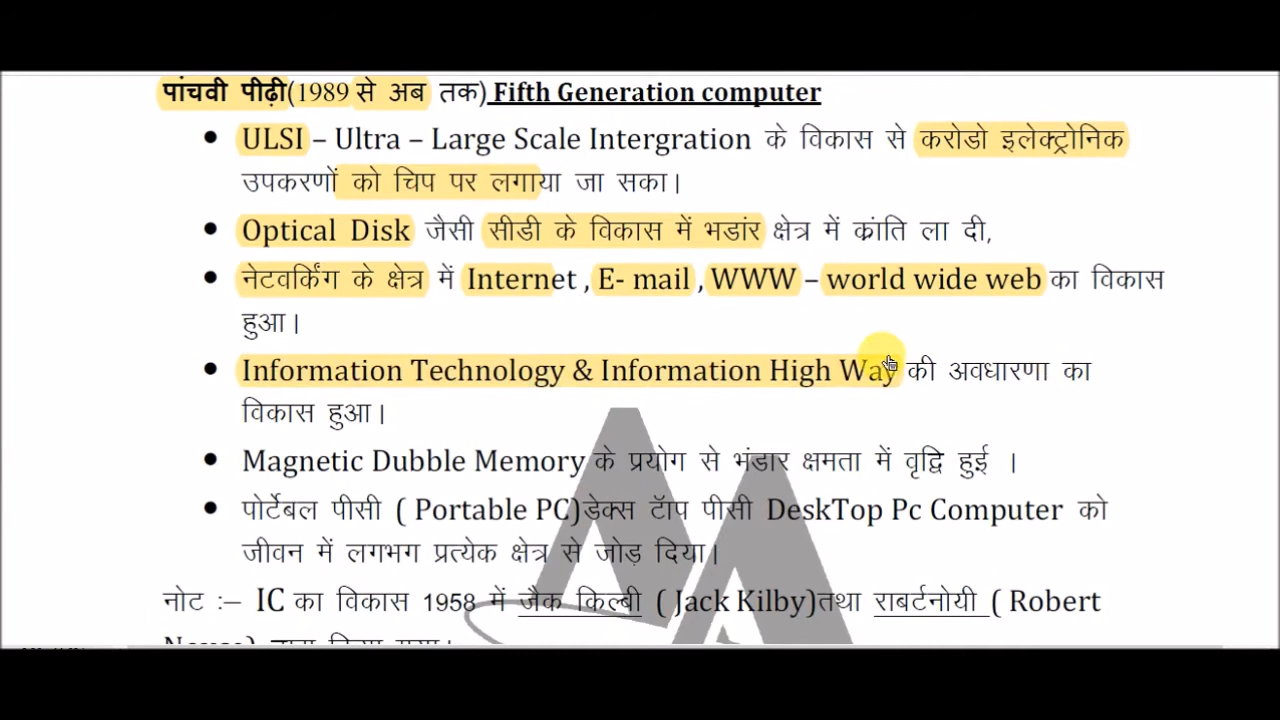 पांचवी पीढ़ी(1989 से अब तक) Fifth Generation computer
• ULSI – Ultra – Large Scale Intergration के विकास से करोडो इलेक्ट्रोनिक
उपकरणों को चिप पर लगाया जा सका।
• Optical Disk जैसी सीडी के विकास में भडांर क्षेत्र में क्रांति ला दी,
• नेटवर्किंग के क्षेत्र में Internet , E- mail , WWW – world wide web का विकास
हुआ।
• Information Technology & Information High Way की अवधारणा का
विकास हुआ।
• Magnetic Dubble Memory के प्रयोग से भंडार क्षमता में वृद्वि हुई ।
• पोर्टेबल पीसी ( Portable PC)डेक्स टॅाप पीसी DeskTop Pc Computer को
जीवन में लगभग प्रत्येक क्षेत्र से जोड़ दिया।
नोट :– IC का विकास 1958 में जैक किल्बी ( Jack Kilby)तथा राबर्टनोयी ( Robert